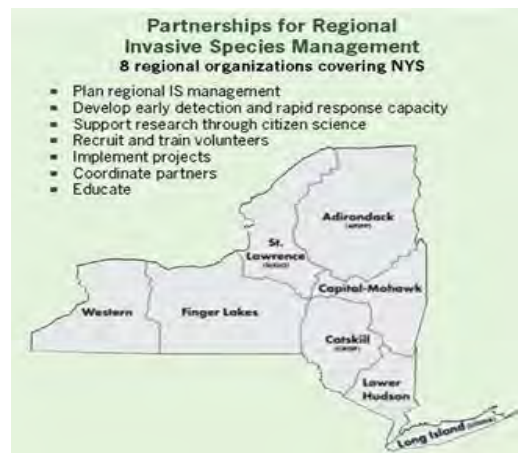 Partnerships for Regional
Invasive Species Management
8 regional organizations covering NYS
▪ Plan regional IS management
▪ Develop early detection and rapid response capacity
▪ Support research through citizen science
▪ Recruit and train volunteers
▪ Implement projects
▪ Coordinate partners
▪ Educate
Adirondack
St.
Lawrence
Capital-Mohawk
Western
Finger Lakes
Catskill
Lower
Hudson
Long Island